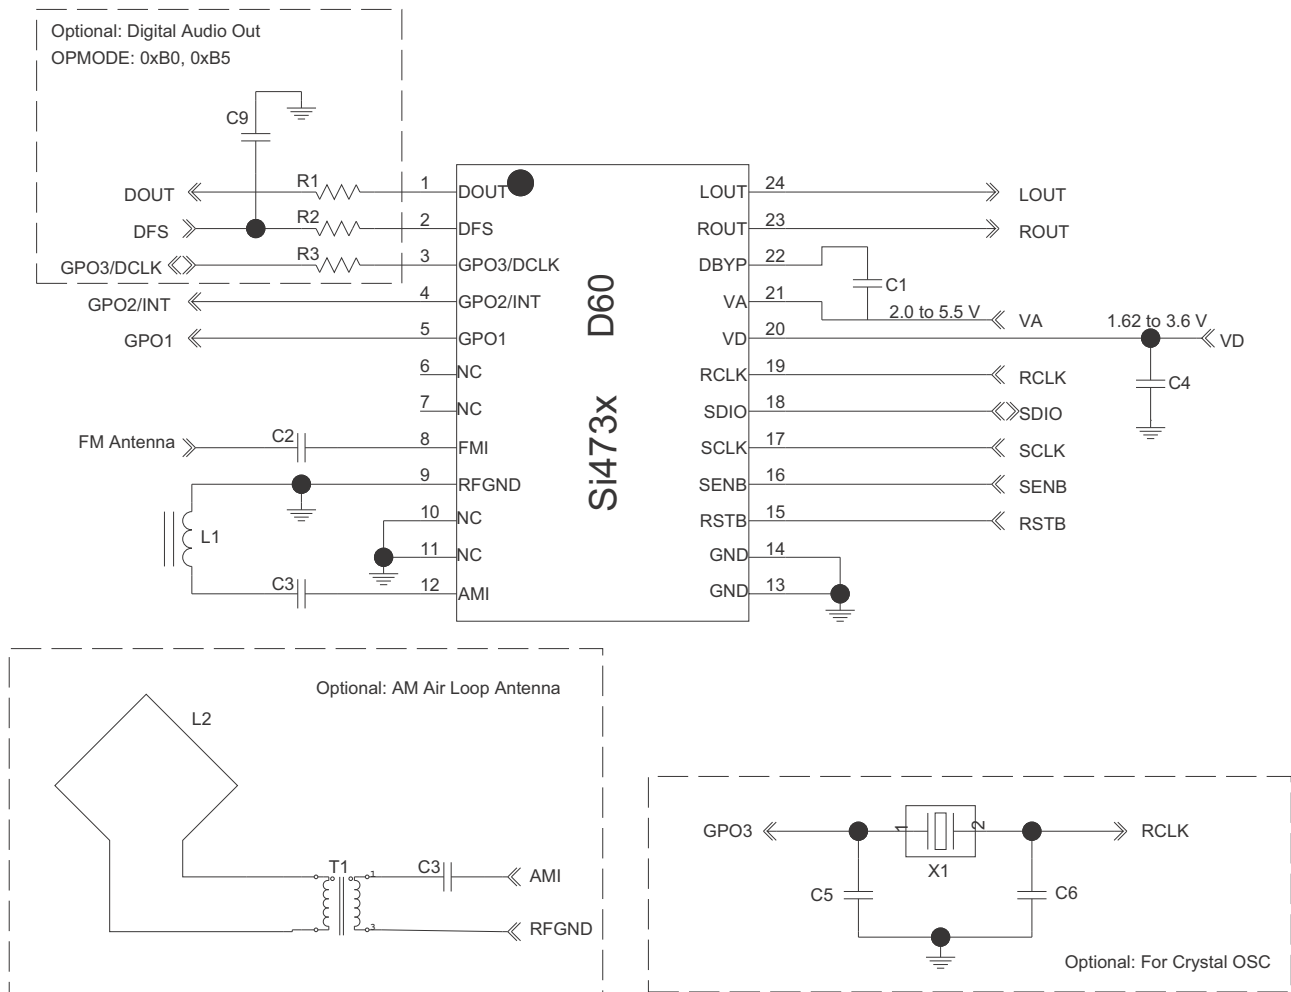 Optional: Digital Audio Out
OPMODE: 0xB0, 0xB5
C9
DOUT
R1
1
DOUT
LOUT
24
LOUT
DFS
R2
2
DFS
ROUT
23
ROUT
GPO3/DCLK
R3
3
GPO3/DCLK
DBYP
22
C1
GPO2/INT
4
GPO2/INT
VA
21
2.0 to 5.5 V
VA
GPO1
5
GPO1
VD
20
1.62 to 3.6 V
VD
6
NC
RCLK
19
RCLK
C4
7
NC
SDIO
18
SDIO
FM Antenna
C2
8
FMI
SCLK
17
SCLK
9
RFGND
SENB
16
SENB
10
NC
RSTB
15
RSTB
L1
11
NC
GND
14
C3
12
AMI
GND
13
Si473x D60
Optional: AM Air Loop Antenna
L2
T1
1
C3
AMI
3
RFGND
GPO3
1
2
RCLK
X1
C5
C6
Optional: For Crystal OSC